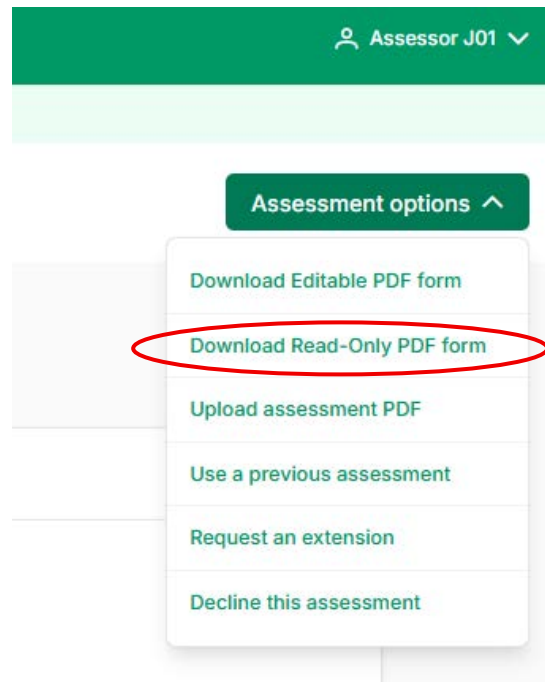 Assessor J01
Assessment options
Download Editable PDF form
Download Read-Only PDF form
Upload assessment PDF
Use a previous assessment
Request an extension
Decline this assessment